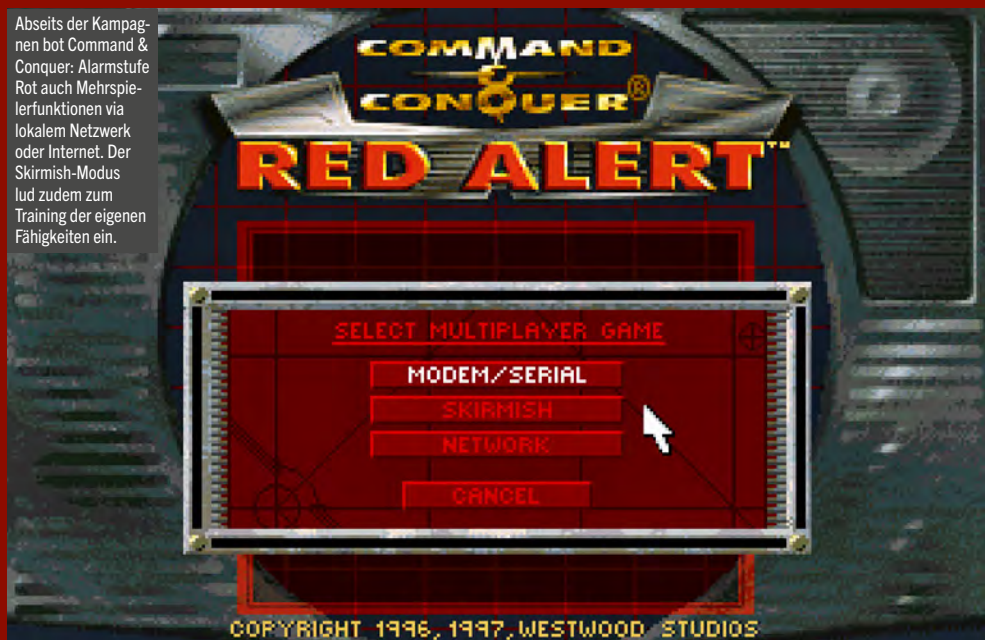 Abseits der Kampag-
nen bot Command &
Conquer: Alarmstufe
Rot auch Mehrspie-
lerfunktionen via
lokalem Netzwerk
oder Internet. Der
Skirmish-Modus
lud zudem zum
Training der eigenen
Fähigkeiten ein.
COMMAND
&
CONQUER®
RED ALERT™
SELECT MULTIPLAYER GAME
MODEM/SERIAL
SKIRMISH
NETWORK
CANCEL
COPYRIGHT 1996, 1997, WESTWOOD STUDIOS